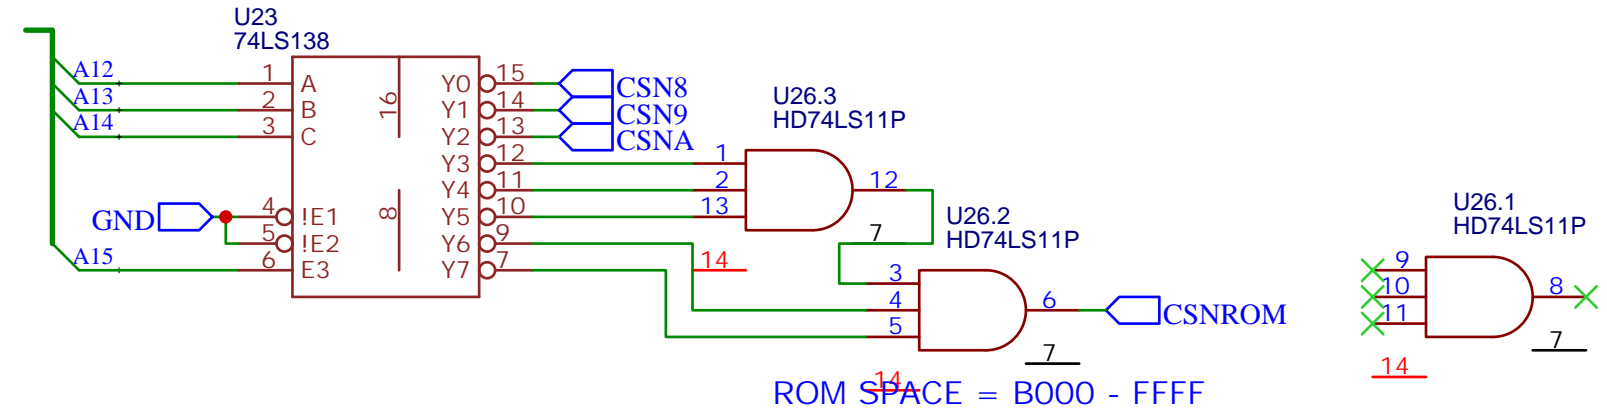 U23
74LS138
A12
A13
A14
A15
GND
1
2
3
4
5
6
A
B
C
!E1
!E2
E3
16
8
Y0
Y1
Y2
Y3
Y4
Y5
Y6
Y7
15
14
13
12
11
10
9
7
CSN8
CSN9
CSNA
U26.3
HD74LS11P
1
2
13
12
7
14
U26.2
HD74LS11P
3
4
5
6
7
14
CSNROM
ROM SPACE = B000 - FFFF
U26.1
HD74LS11P
9
10
11
8
7
14